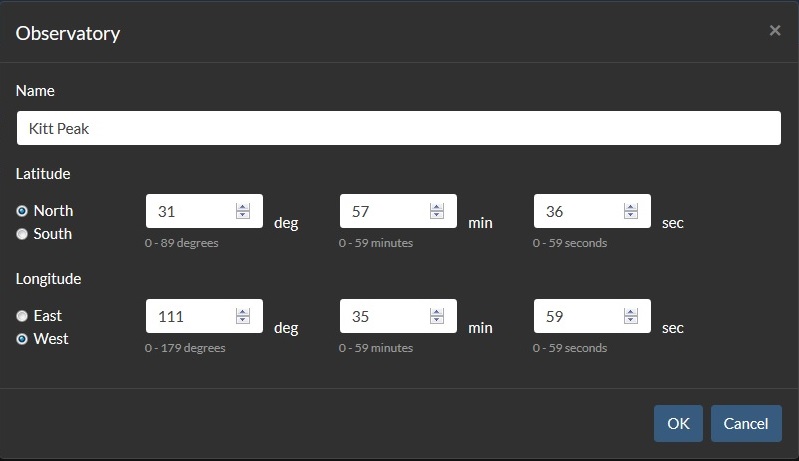 Observatory ×
Name
Kitt Peak
Latitude
North 31 deg 57 min 36 sec
South 0 - 89 degrees 0 - 59 minutes 0 - 59 seconds
Longitude
East 111 deg 35 min 59 sec
West 0 - 179 degrees 0 - 59 minutes 0 - 59 seconds
OK Cancel